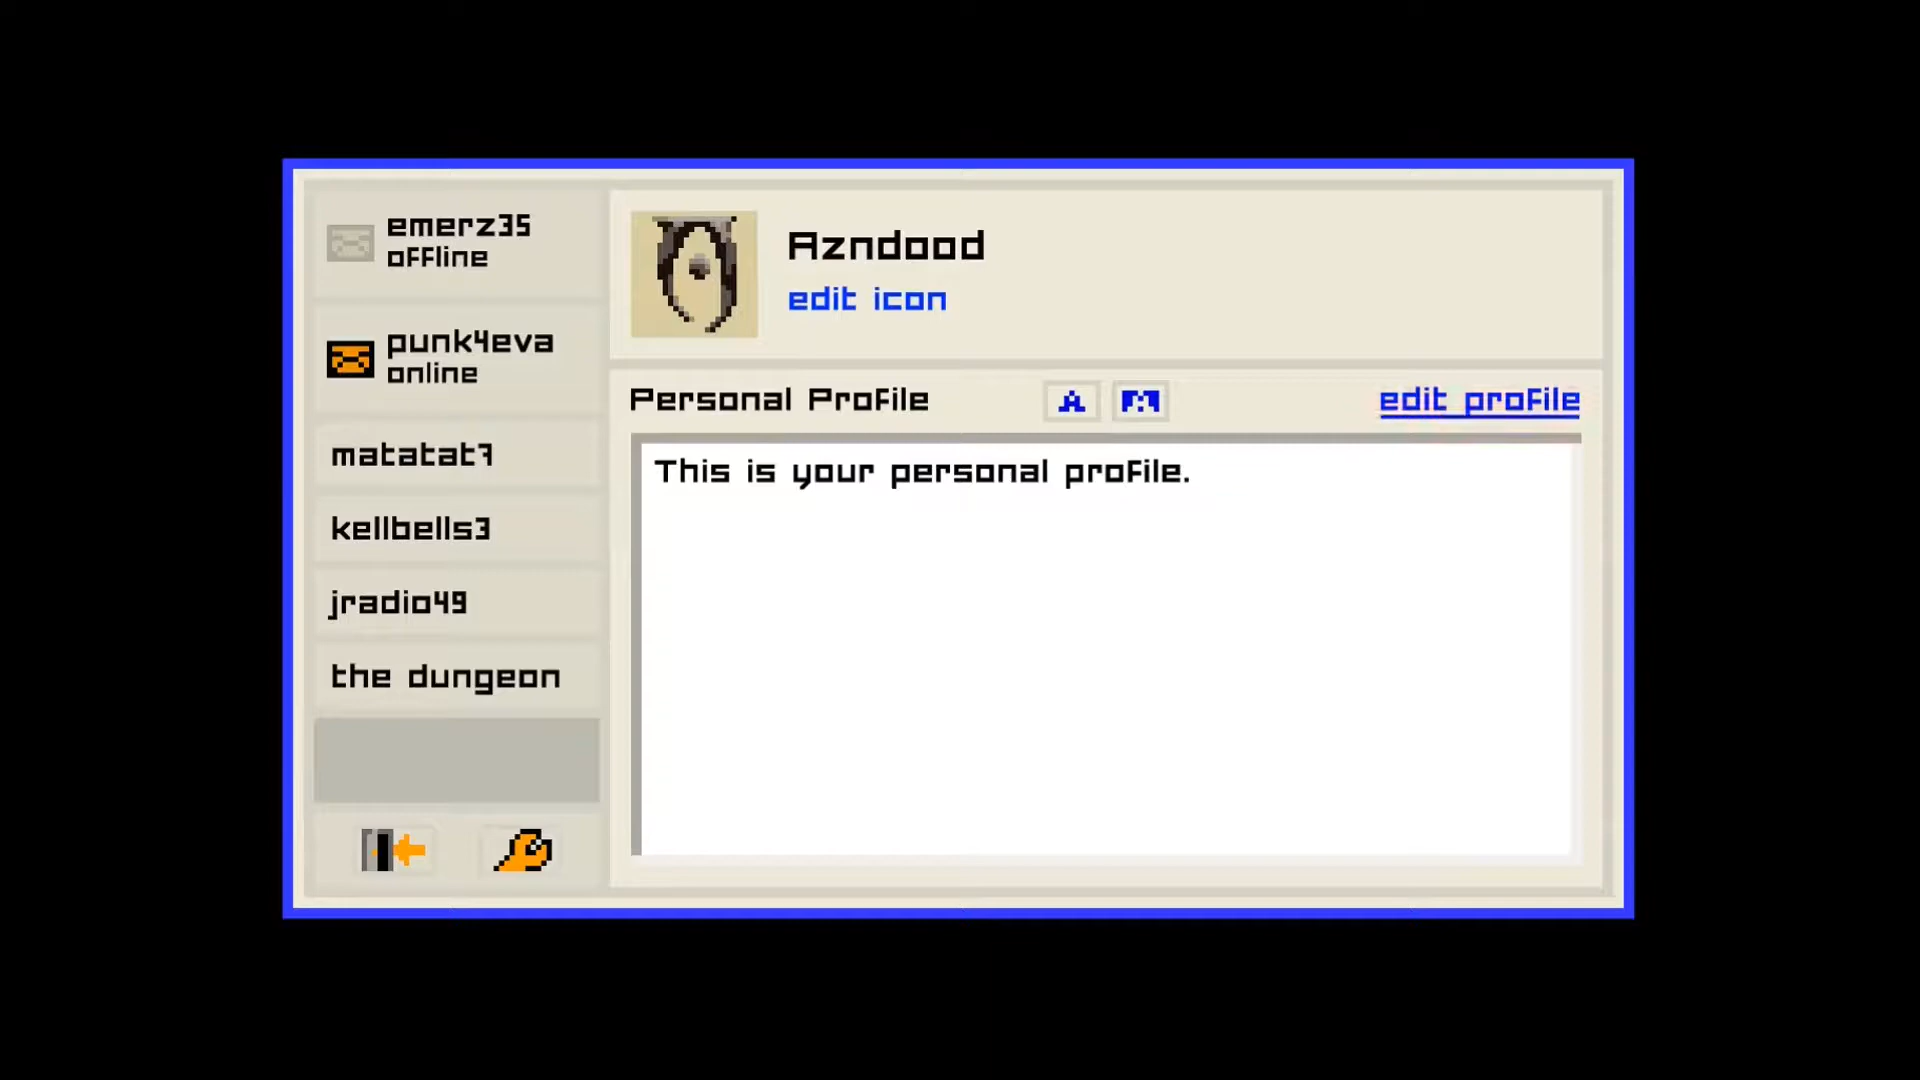 emerz35
offline
punk4eva
online
matatat7
kellbells3
jradio49
the dungeon
Azndood
edit icon
Personal Profile
edit profile
This is your personal profile.